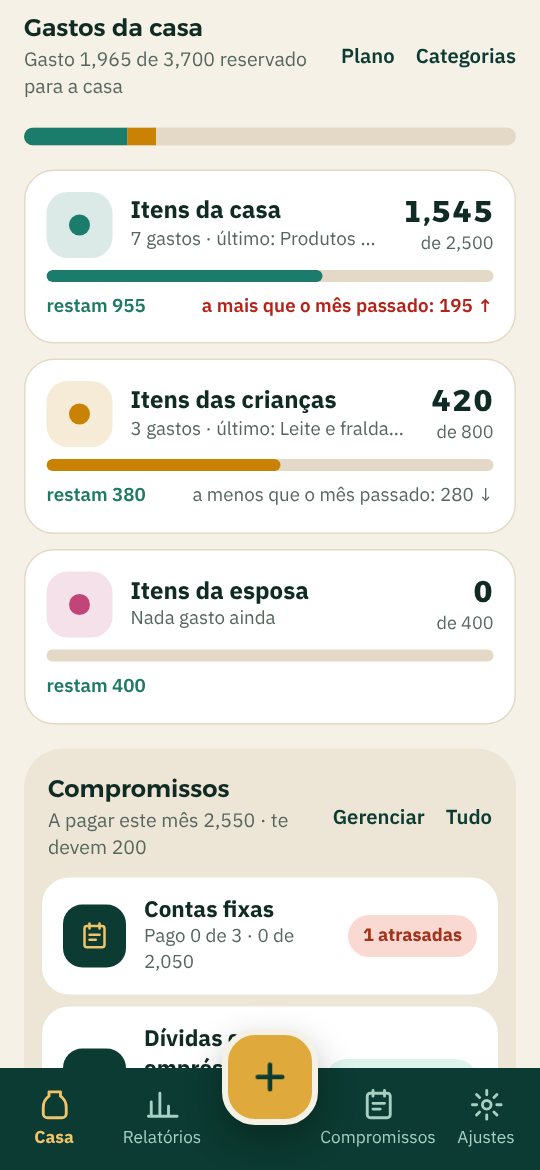 Gastos da casa
Gasto 1,965 de 3,700 reservado
para a casa
Plano Categorias
Itens da casa
1,545
7 gastos · último: Produtos ...
de 2,500
restam 955
a mais que o mês passado: 195 ↑
Itens das crianças
420
3 gastos · último: Leite e fralda...
de 800
restam 380
a menos que o mês passado: 280 ↓
Itens da esposa
0
Nada gasto ainda
de 400
restam 400
Compromissos
A pagar este mês 2,550 · te
devem 200
Gerenciar Tudo
Contas fixas
Pago 0 de 3 · 0 de
2,050
1 atrasadas
Dívidas
Casa
Relatórios
Compromissos
Ajustes